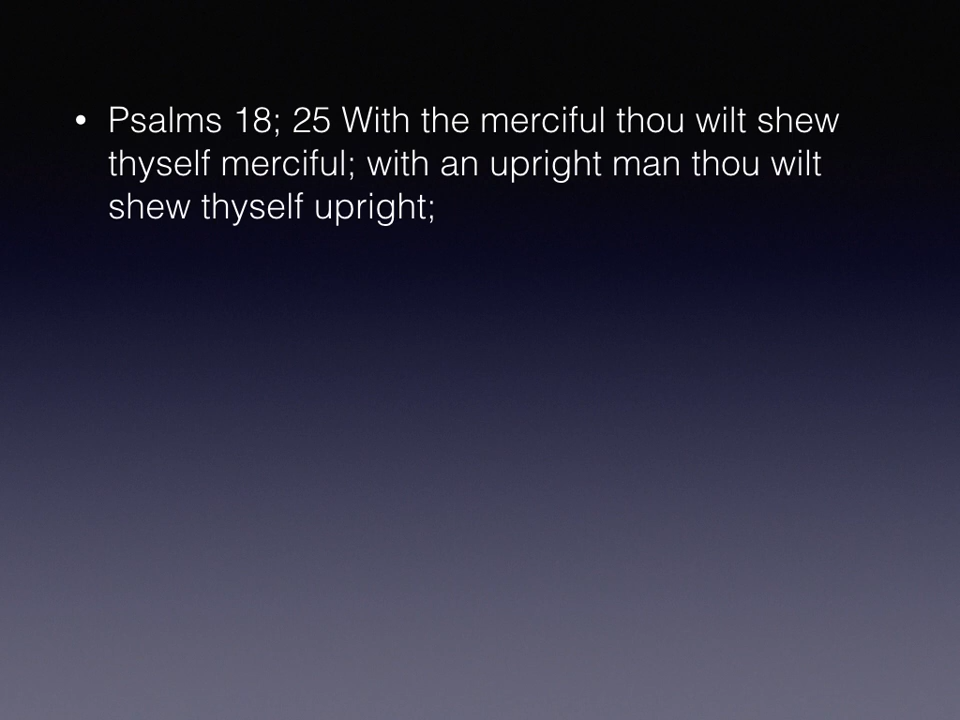 • Psalms 18; 25 With the merciful thou wilt shew
thyself merciful; with an upright man thou wilt
shew thyself upright;